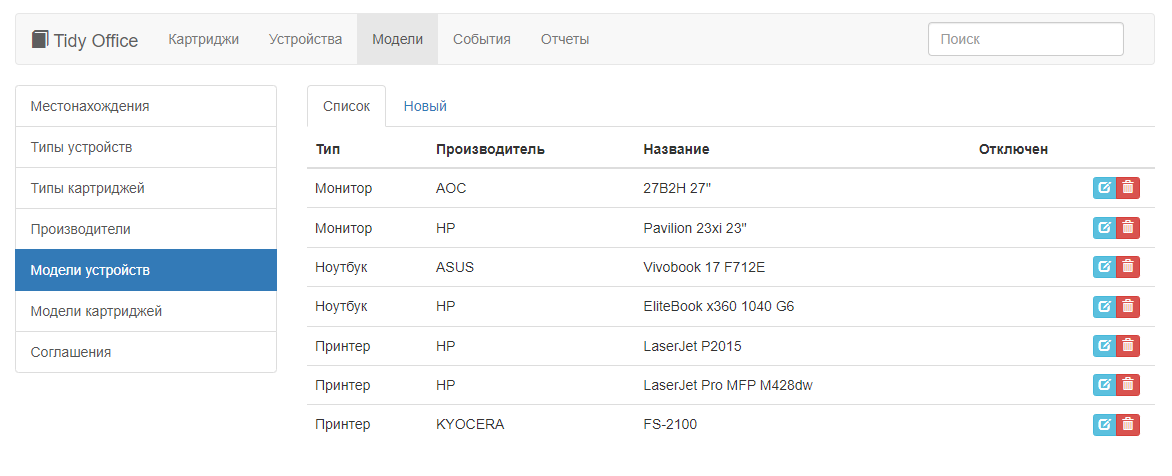 Tidy Office Картриджи Устройства Модели События Отчеты Поиск
Местонахождения
Типы устройств
Типы картриджей
Производители
Модели устройств
Модели картриджей
Соглашения
Список Новый
Тип Производитель Название Отключен
Монитор AOC 27B2H 27"
Монитор HP Pavilion 23xi 23"
Ноутбук ASUS Vivobook 17 F712E
Ноутбук HP EliteBook x360 1040 G6
Принтер HP LaserJet P2015
Принтер HP LaserJet Pro MFP M428dw
Принтер KYOCERA FS-2100